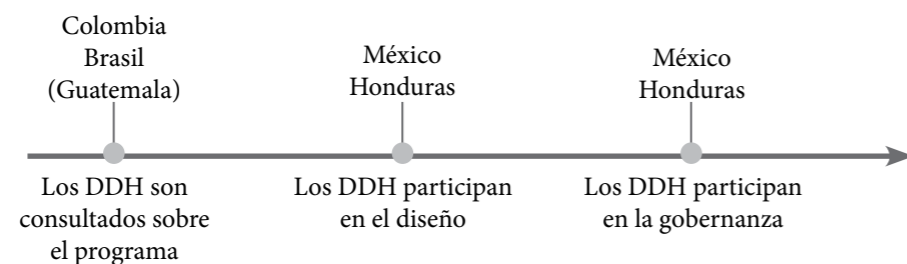 Colombia
Brasil
(Guatemala)
México
Honduras
México
Honduras
Los DDH son
consultados sobre
el programa
Los DDH participan
en el diseño
Los DDH participan
en la gobernanza